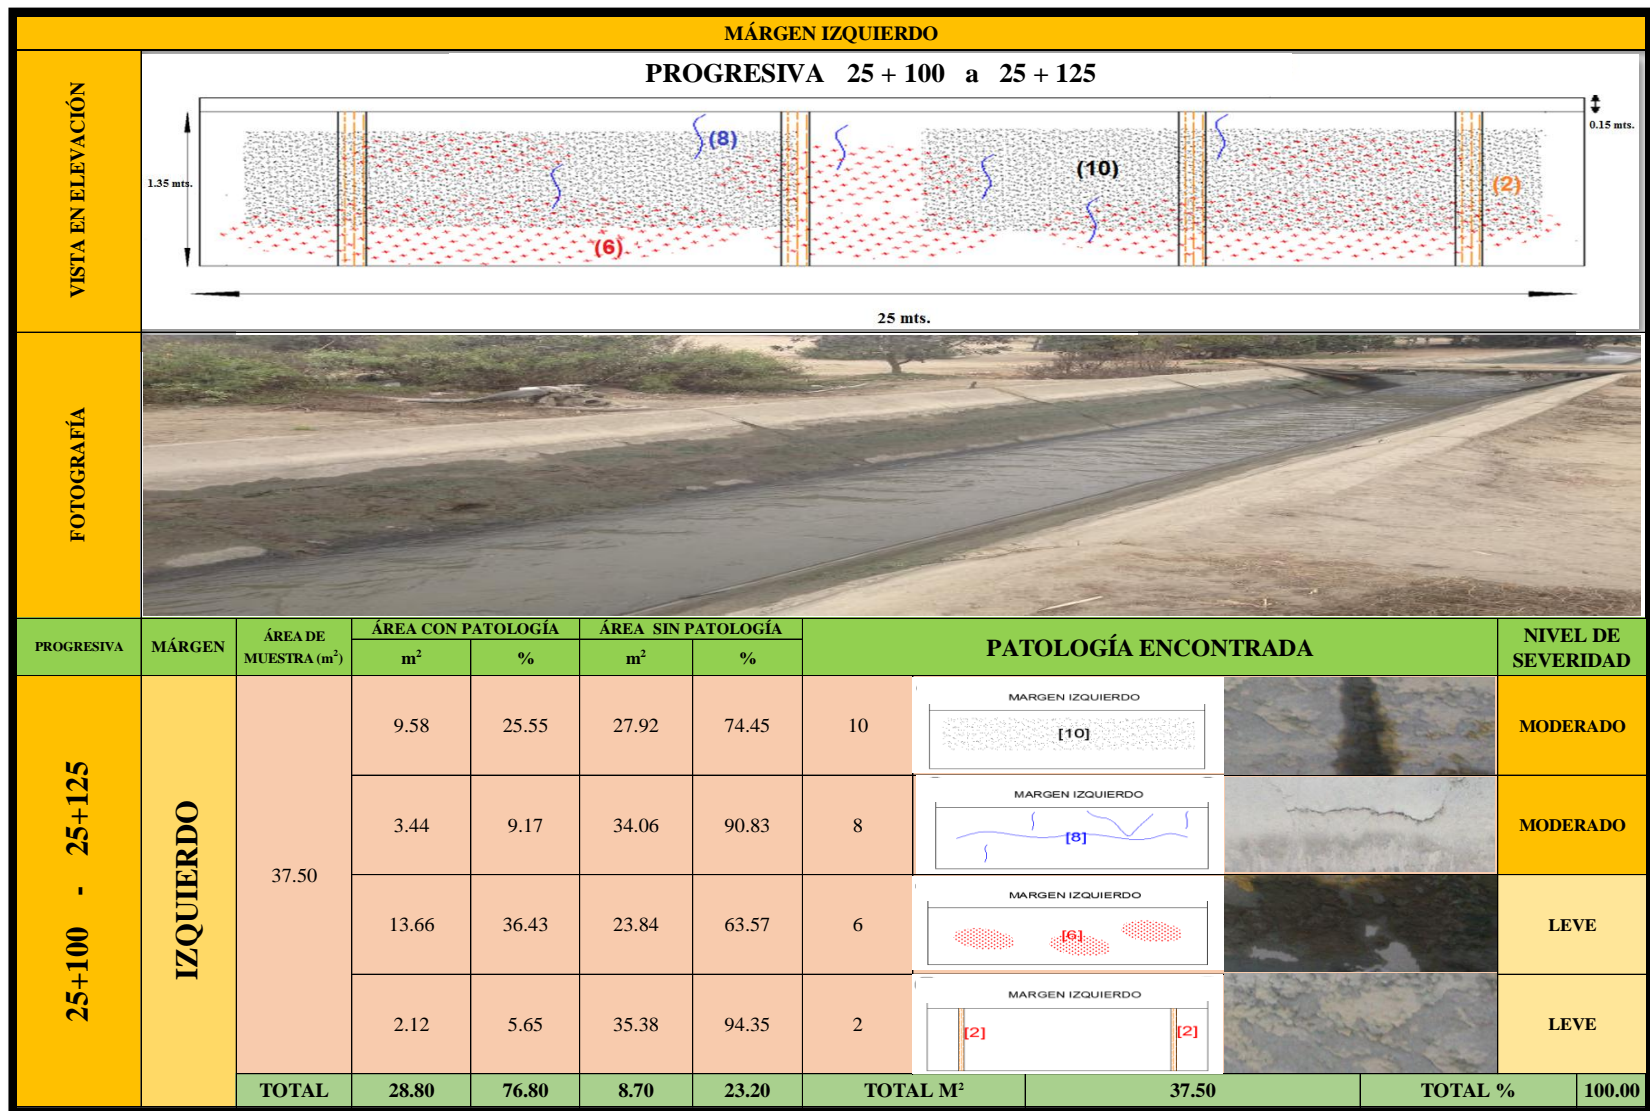 MÁRGEN IZQUIERDO
VISTA EN ELEVACIÓN
PROGRESIVA 25 + 100 a 25 + 125
0.15 mts.
1.35 mts.
(8)
(10)
(2)
(6)
25 mts.
FOTOGRAFÍA
PROGRESIVA
MÁRGEN
ÁREA DE MUESTRA (m²)
ÁREA CON PATOLOGÍA
m² %
ÁREA SIN PATOLOGÍA
m² %
PATOLOGÍA ENCONTRADA
NIVEL DE SEVERIDAD
25+100 - 25+125
IZQUIERDO
37.50
9.58 25.55 27.92 74.45 10
MARGEN IZQUIERDO
[10]
MODERADO
3.44 9.17 34.06 90.83 8
MARGEN IZQUIERDO
[8]
MODERADO
13.66 36.43 23.84 63.57 6
MARGEN IZQUIERDO
[6]
LEVE
2.12 5.65 35.38 94.35 2
MARGEN IZQUIERDO
[2] [2]
LEVE
TOTAL 28.80 76.80 8.70 23.20 TOTAL M² 37.50 TOTAL % 100.00